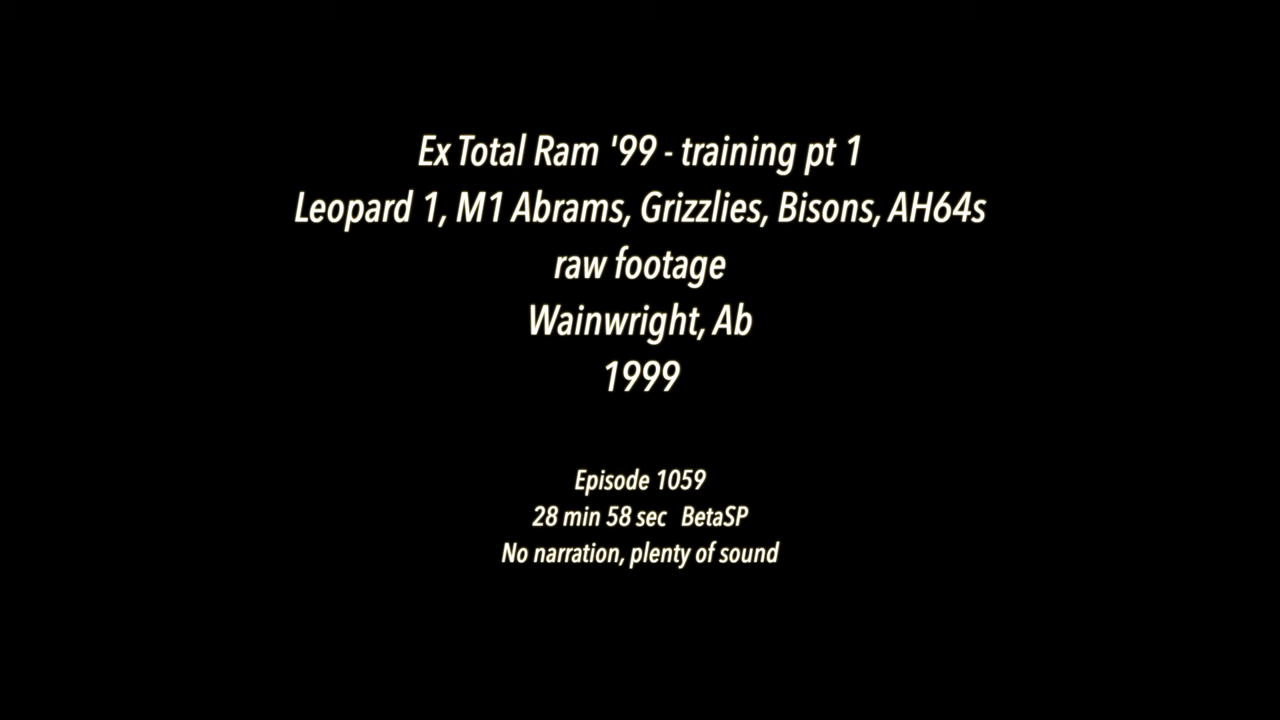 Ex Total Ram '99 - training pt 1
Leopard 1, M1 Abrams, Grizzlies, Bisons, AH64s
raw footage
Wainwright, Ab
1999
Episode 1059
28 min 58 sec  BetaSP
No narration, plenty of sound